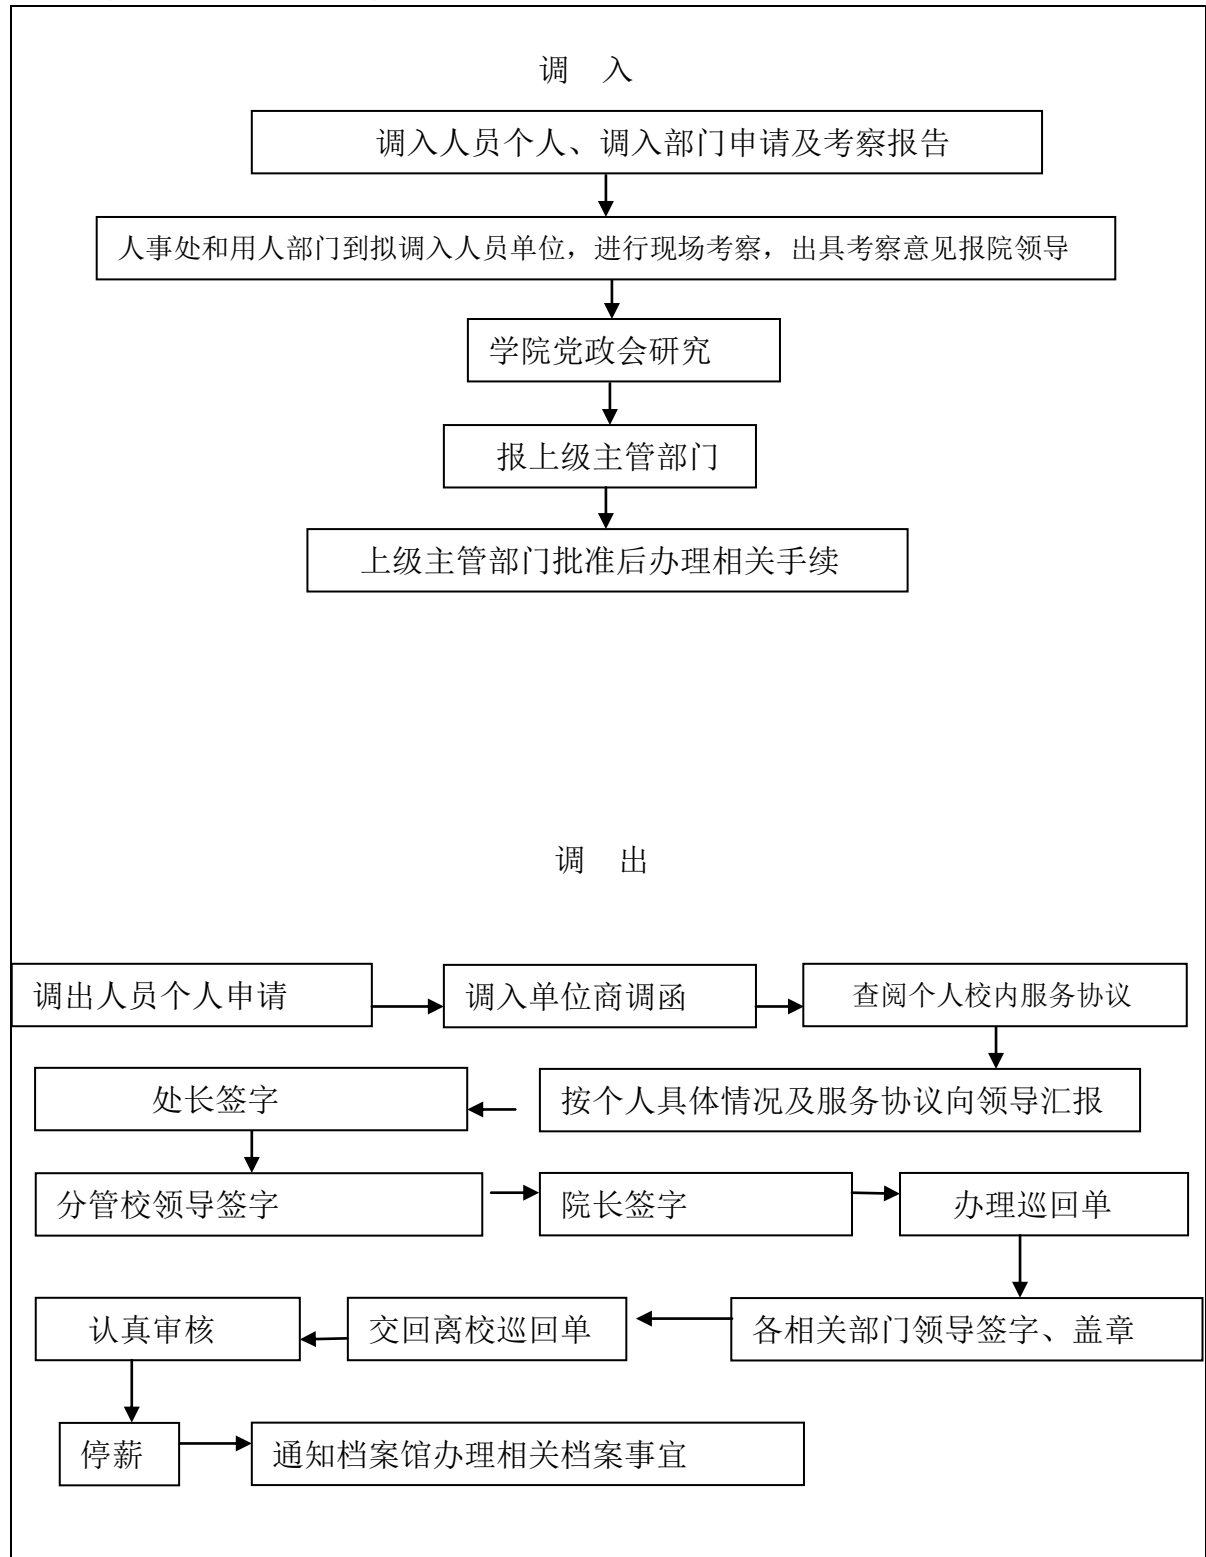 调 入
调入人员个人、调入部门申请及考察报告
人事处和用人部门到拟调入人员单位，进行现场考察，出具考察意见报院领导
学院党政会研究
报上级主管部门
上级主管部门批准后办理相关手续
调 出
调出人员个人申请
调入单位商调函
查阅个人校内服务协议
按个人具体情况及服务协议向领导汇报
处长签字
分管校领导签字
院长签字
办理巡回单
各相关部门领导签字、盖章
交回离校巡回单
认真审核
停薪
通知档案馆办理相关档案事宜